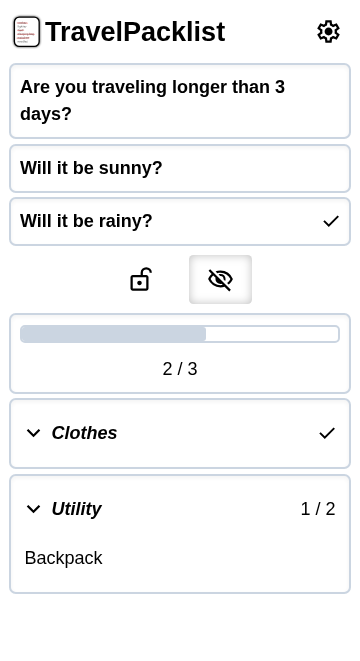 TravelPacklist
Are you traveling longer than 3
days?
Will it be sunny?
Will it be rainy?
2 / 3
Clothes
Utility 1 / 2
Backpack